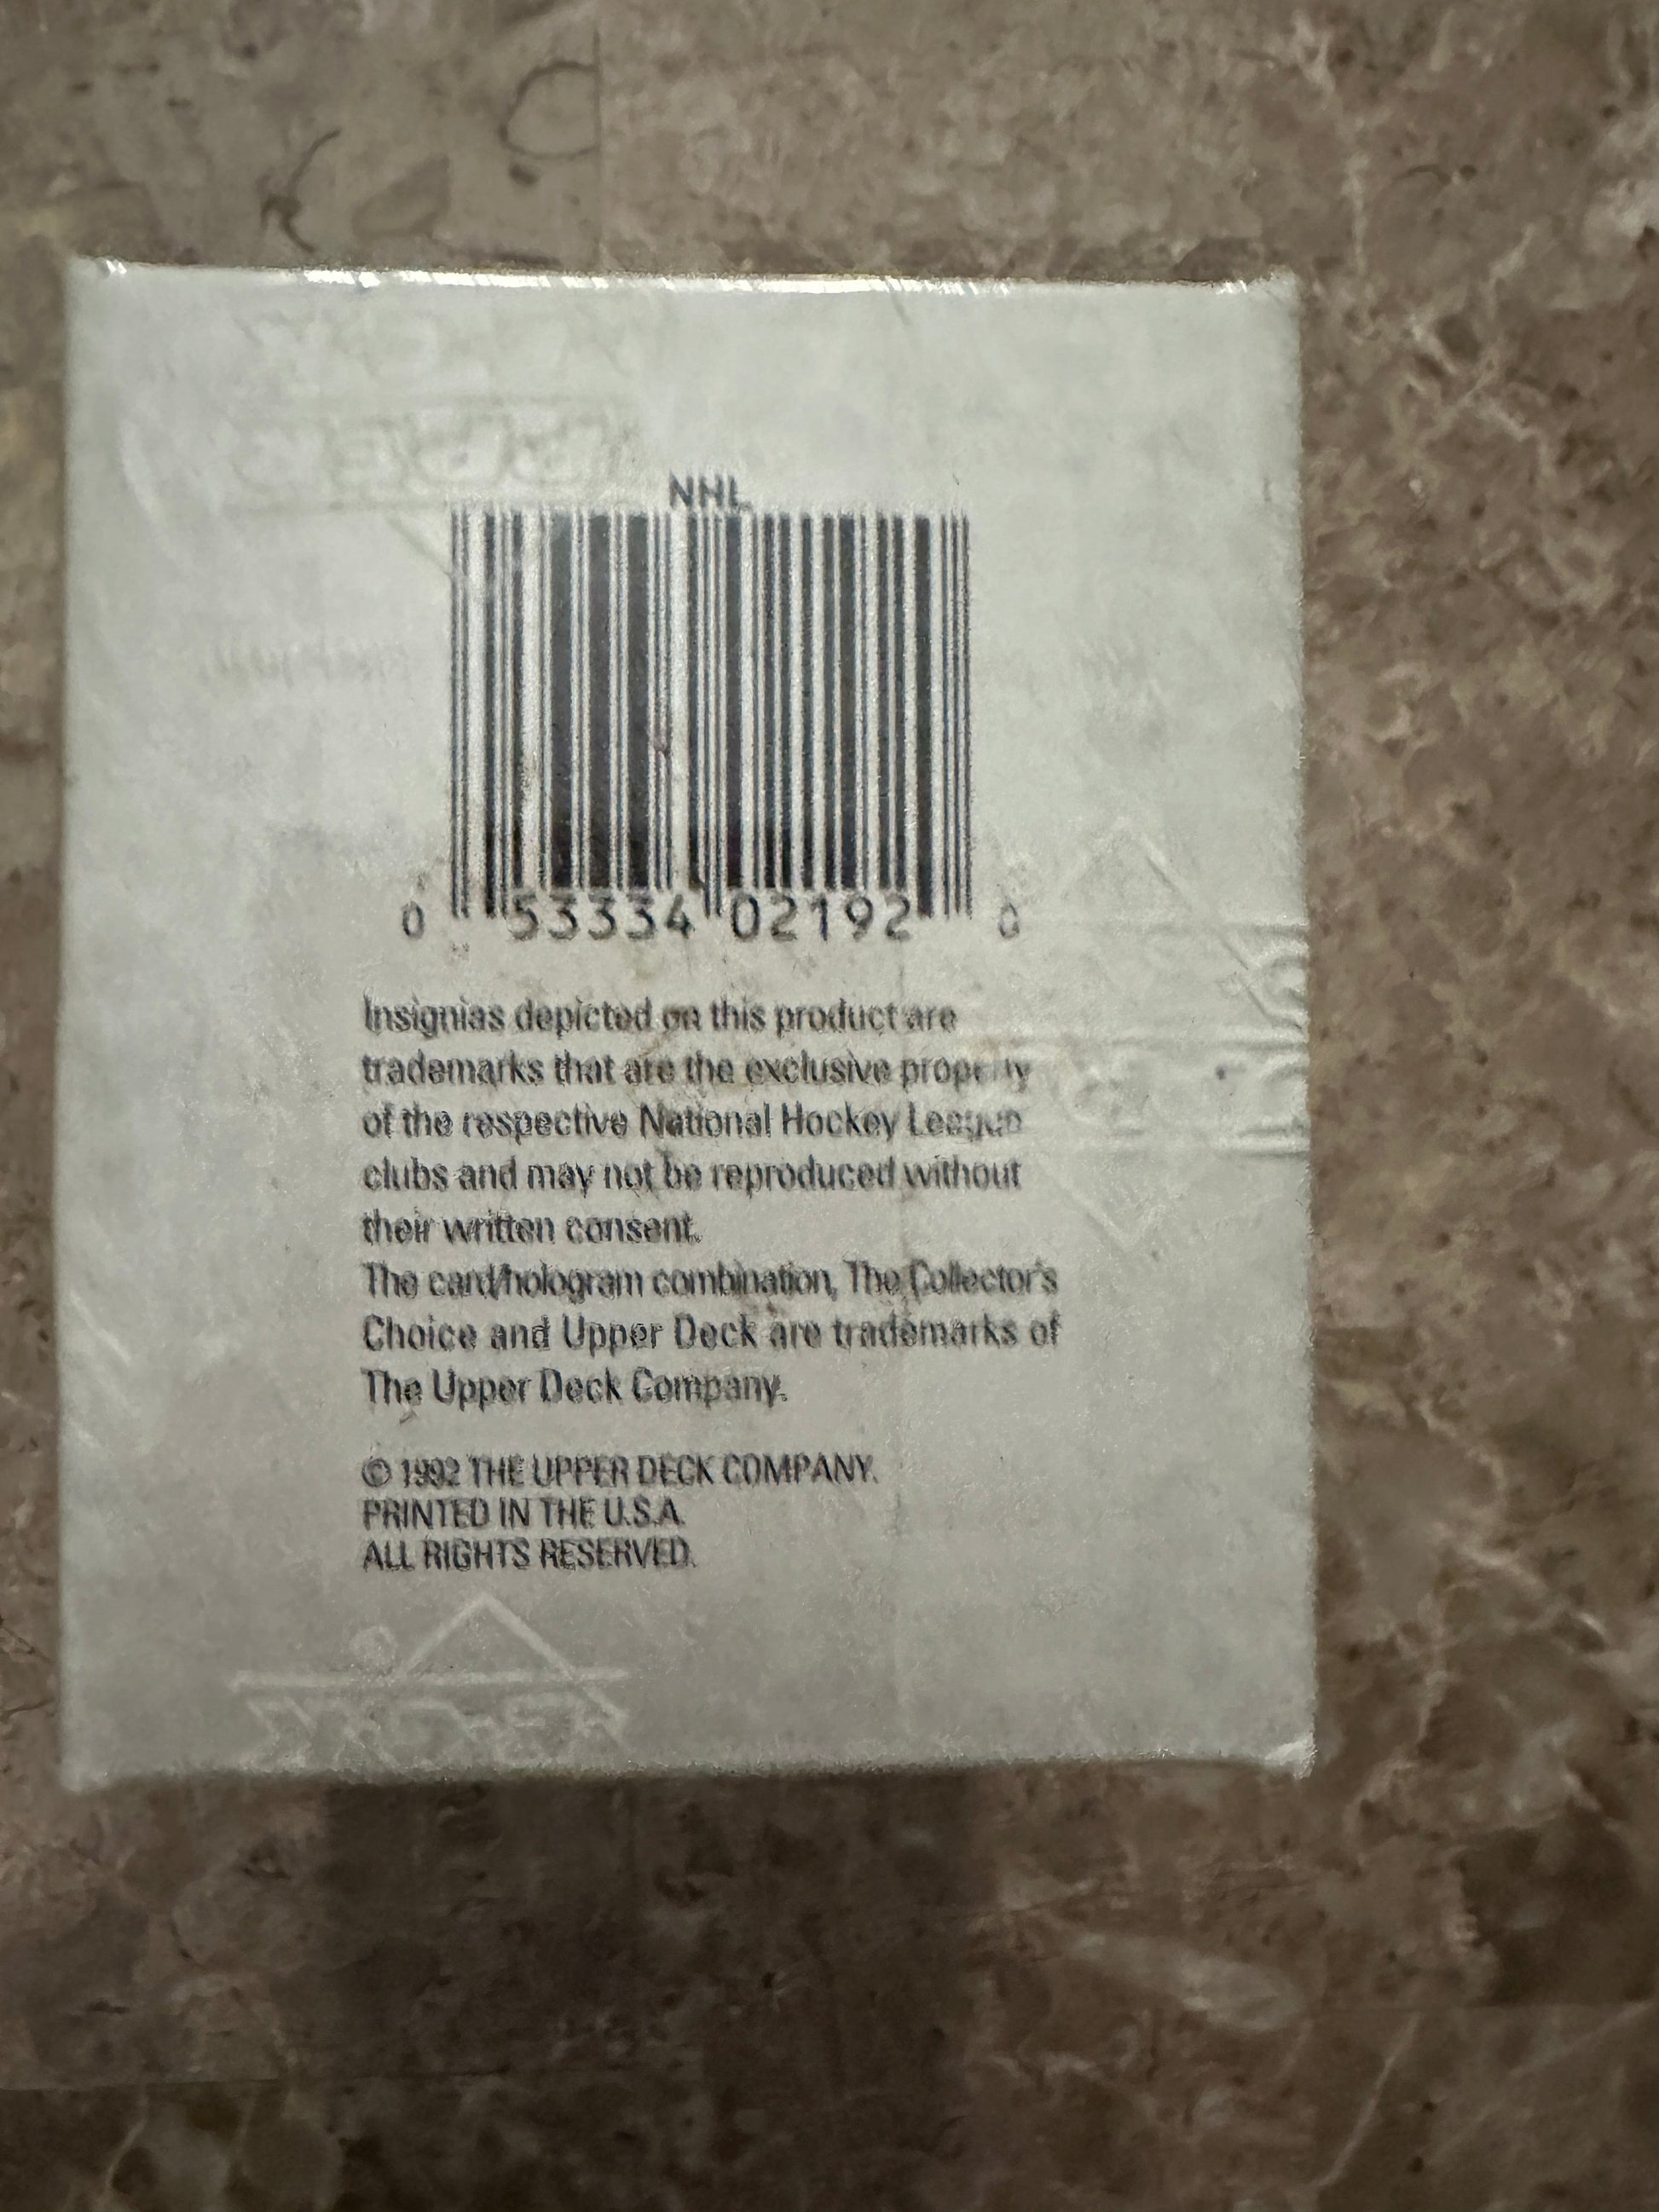 NHL
0 53334 02192 0
Insignias depicted on this product are
trademarks that are the exclusive property
of the respective National Hockey League
clubs and may not be reproduced without
their written consent.
The card/hologram combination, The Collector's
Choice and Upper Deck are trademarks of
The Upper Deck Company.
© 1992 THE UPPER DECK COMPANY.
PRINTED IN THE U.S.A.
ALL RIGHTS RESERVED.